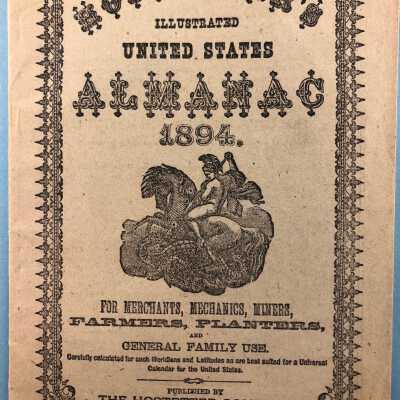 ILLUSTRATED
UNITED STATES
ALMANAC
1894.
FOR MERCHANTS, MECHANICS, MINERS,
FARMERS, PLANTERS,
AND
GENERAL FAMILY USE.
Carefully calculated for such Meridians and Latitudes as are best suited for a Universal
Calendar for the United States.
PUBLISHED BY
THE HOSTETTER